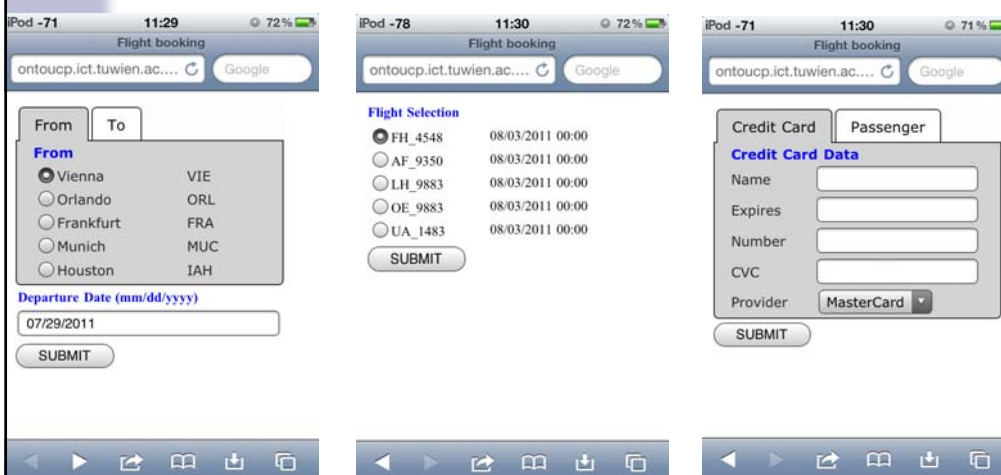 iPod -71 11:29 72%
Flight booking
ontoucp.ict.tuwien.ac.... Google
From To
From
Vienna VIE
Orlando ORL
Frankfurt FRA
Munich MUC
Houston IAH
Departure Date (mm/dd/yyyy)
07/29/2011
SUBMIT
iPod -78 11:30 72%
Flight booking
ontoucp.ict.tuwien.ac.... Google
Flight Selection
FH_4548 08/03/2011 00:00
AF_9350 08/03/2011 00:00
LH_9883 08/03/2011 00:00
OE_9883 08/03/2011 00:00
UA_1483 08/03/2011 00:00
SUBMIT
iPod -71 11:30 71%
Flight booking
ontoucp.ict.tuwien.ac.... Google
Credit Card Passenger
Credit Card Data
Name
Expires
Number
CVC
Provider MasterCard
SUBMIT